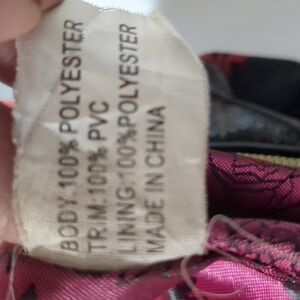 BODY:100% POLYESTER
TRIM:100% PVC
LINING:100%POLYESTER
MADE IN CHINA